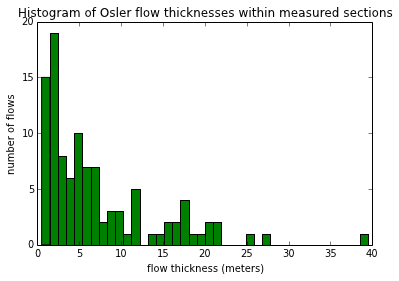 Histogram of Osler flow thicknesses within measured sections
20
15
10
5
0
0 5 10 15 20 25 30 35 40
number of flows
flow thickness (meters)